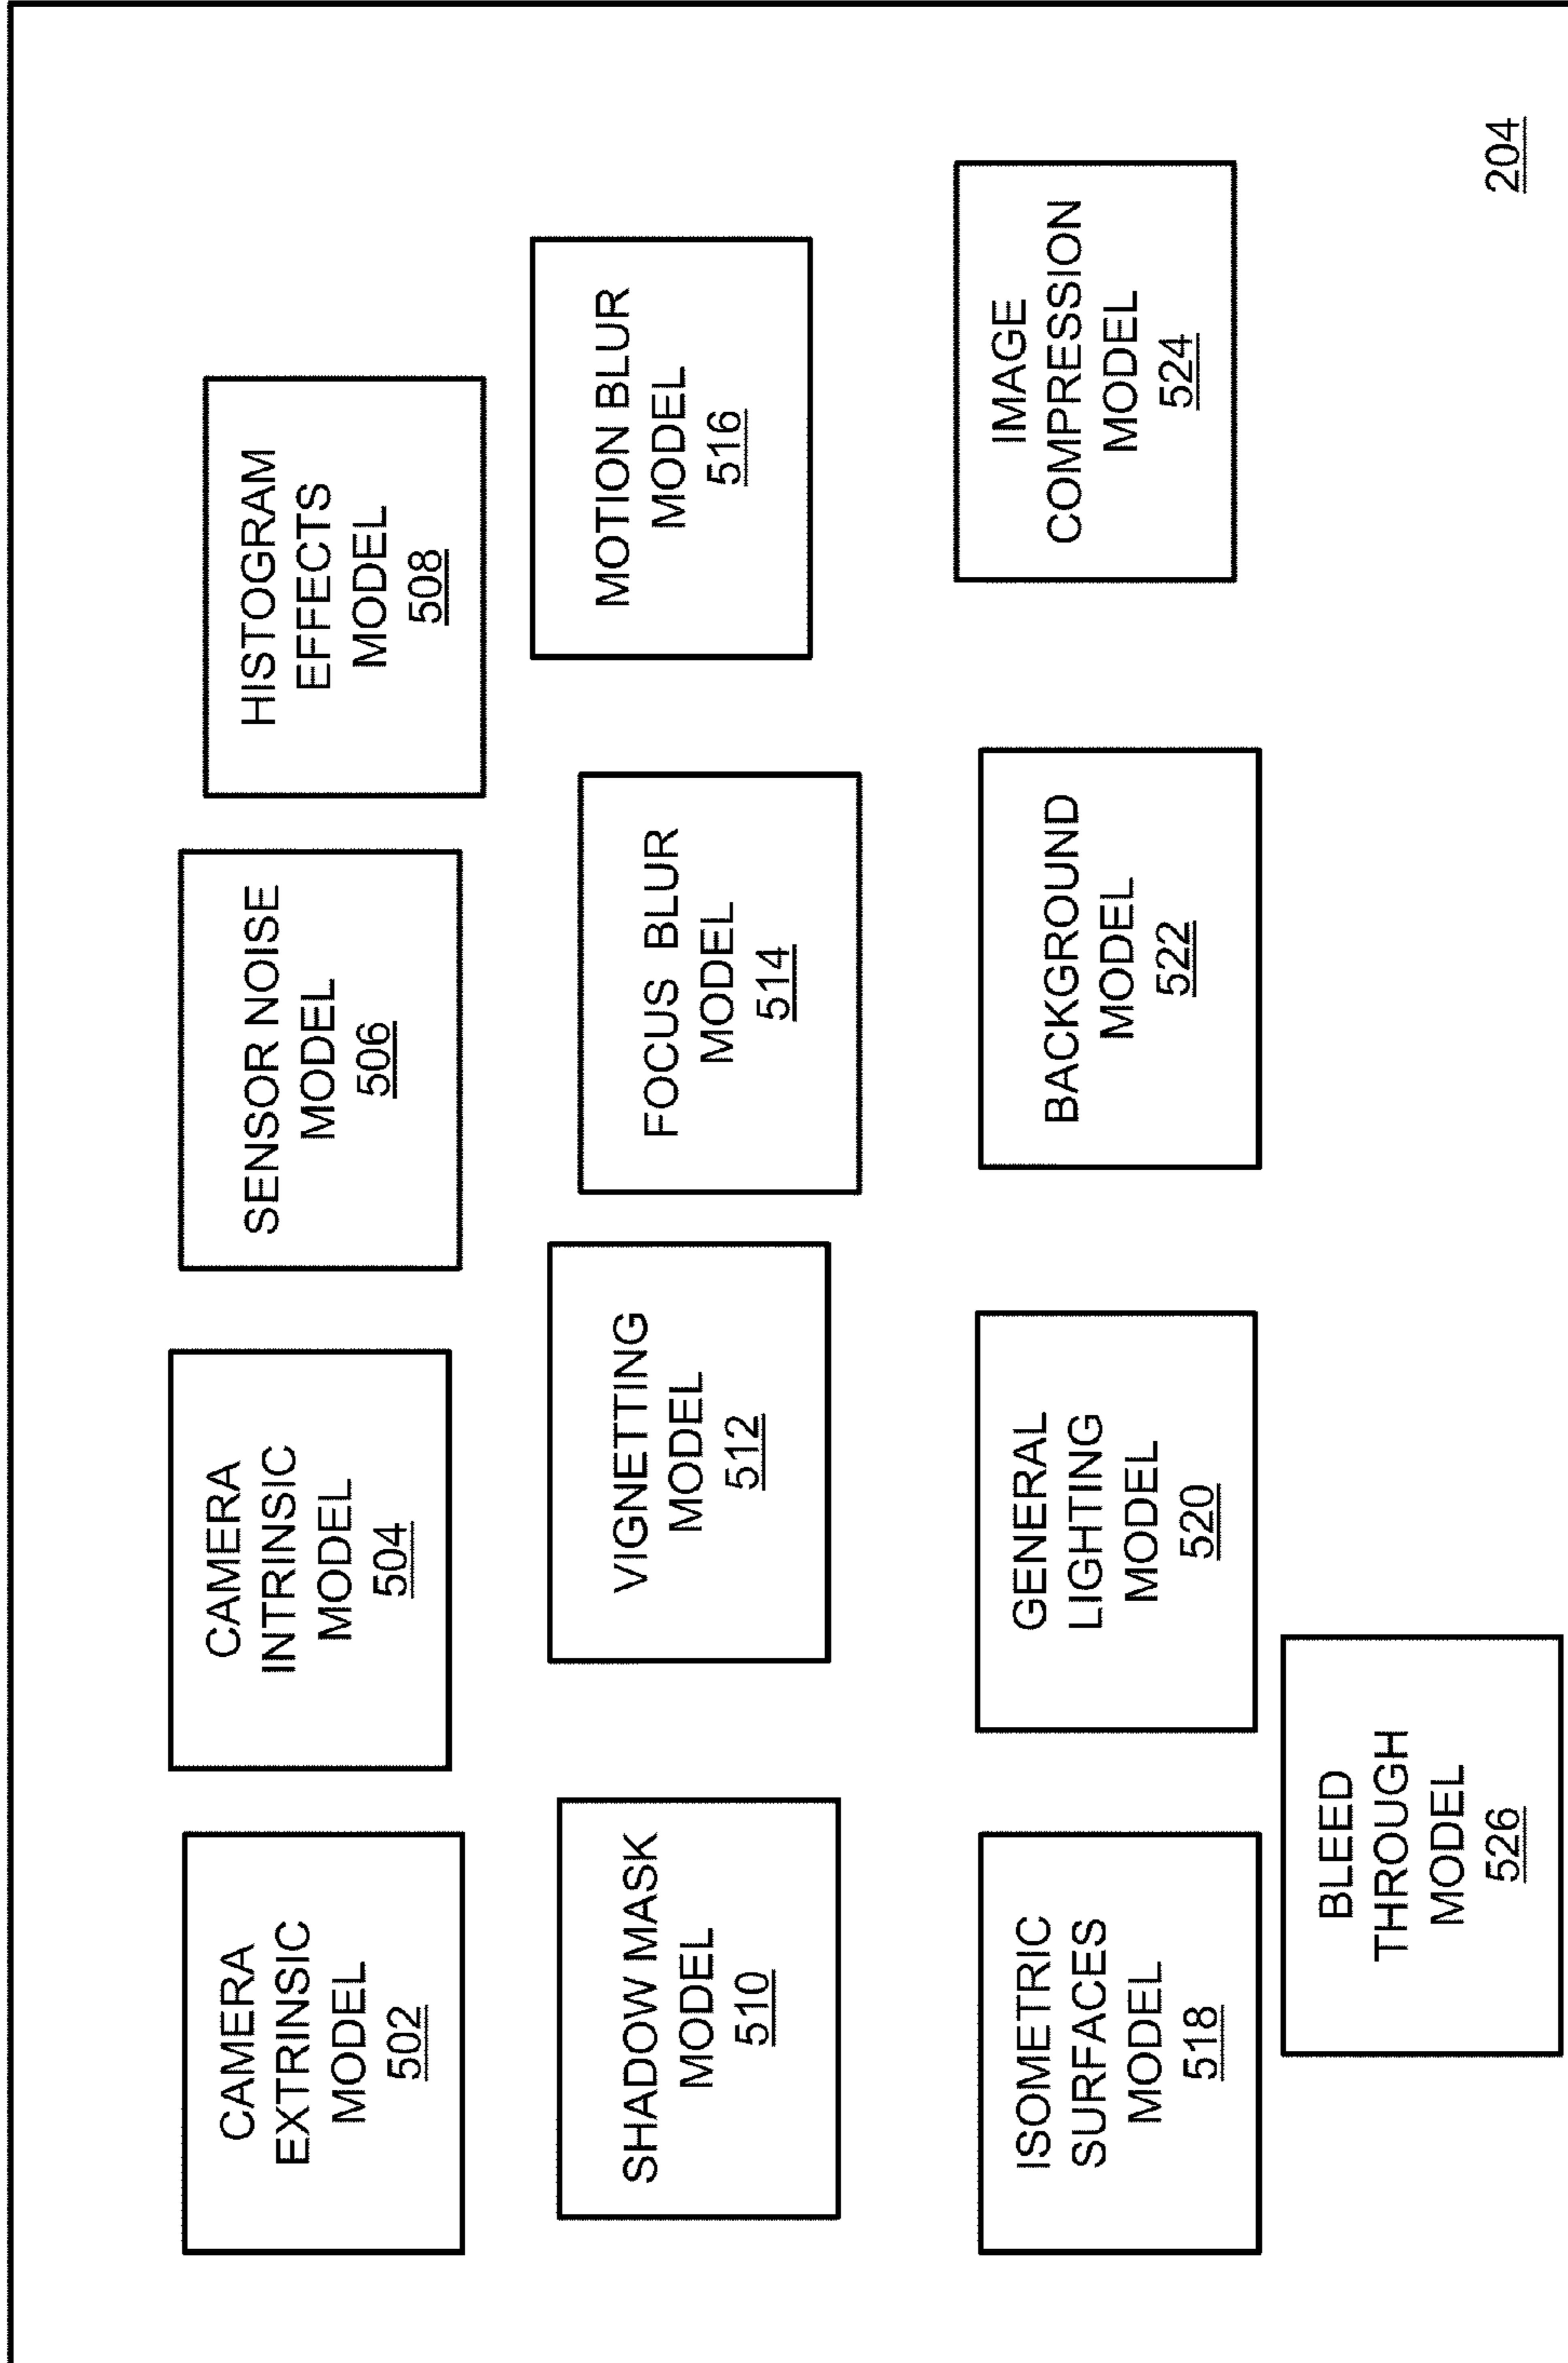 CAMERA
EXTRINSIC
MODEL
502
CAMERA
INTRINSIC
MODEL
504
SENSOR NOISE
MODEL
506
HISTOGRAM
EFFECTS
MODEL
508
SHADOW MASK
MODEL
510
VIGNETTING
MODEL
512
FOCUS BLUR
MODEL
514
MOTION BLUR
MODEL
516
ISOMETRIC
SURFACES
MODEL
518
GENERAL
LIGHTING
MODEL
520
BACKGROUND
MODEL
522
IMAGE
COMPRESSION
MODEL
524
BLEED
THROUGH
MODEL
526
204